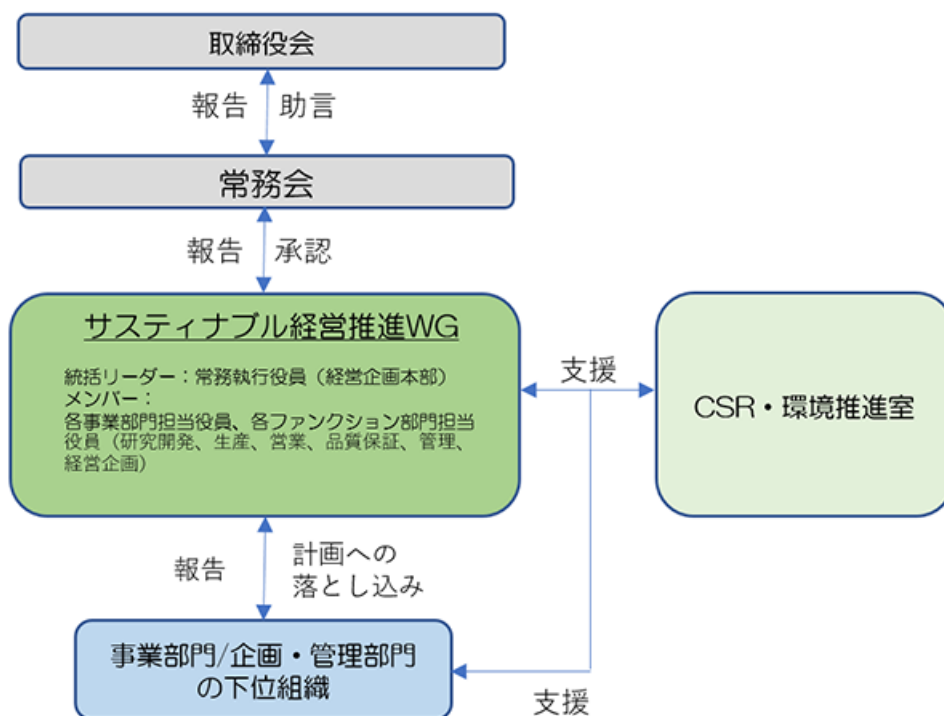 取締役会
報告 助言
常務会
報告 承認
サスティナブル経営推進WG
統括リーダー：常務執行役員（経営企画本部）
メンバー：
各事業部門担当役員、各ファンクション部門担当
役員（研究開発、生産、営業、品質保証、管理、
経営企画）
支援
CSR・環境推進室
報告
計画への
落とし込み
事業部門/企画・管理部門
の下位組織
支援